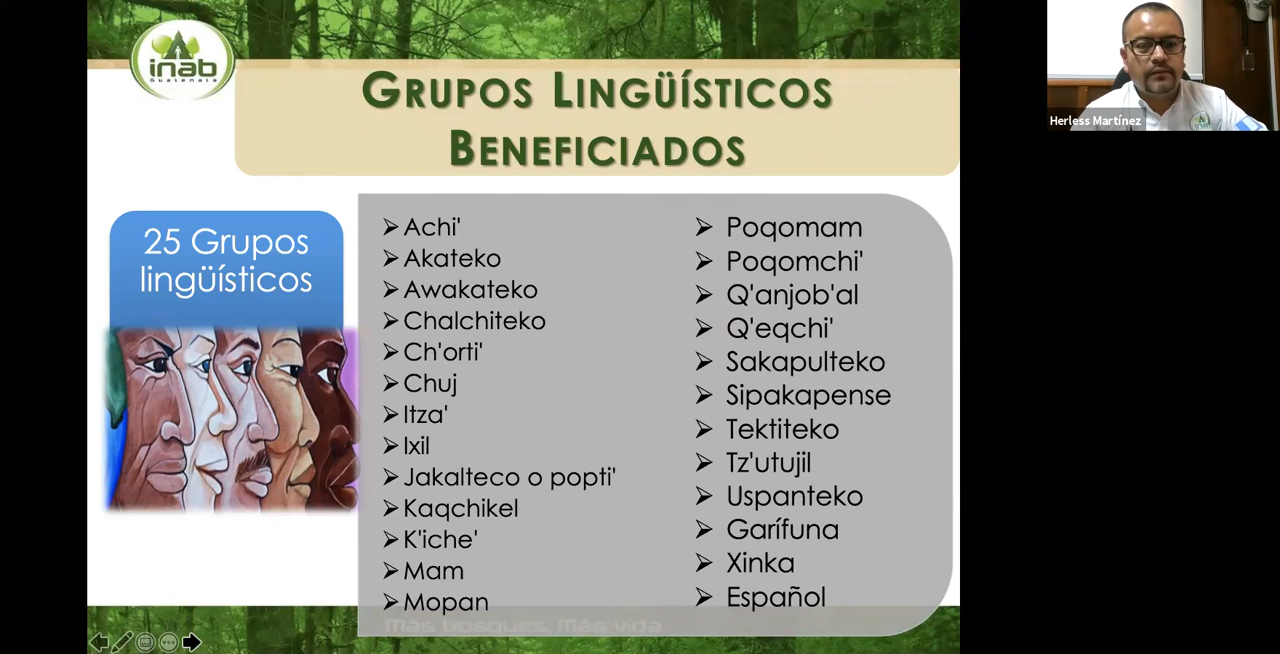 inab
Guatemala
GRUPOS LINGÜÍSTICOS
BENEFICIADOS
Herless Martínez
inab
25 Grupos
lingüísticos
Achi'
Akateko
Awakateko
Chalchiteko
Ch'orti'
Chuj
Itza'
Ixil
Jakalteco o popti'
Kaqchikel
K'iche'
Mam
Mopan
Poqomam
Poqomchi'
Q'anjob'al
Q'eqchi'
Sakapulteko
Sipakapense
Tektiteko
Tz'utujil
Uspanteko
Garífuna
Xinka
Español
Más bosques, Más vida...